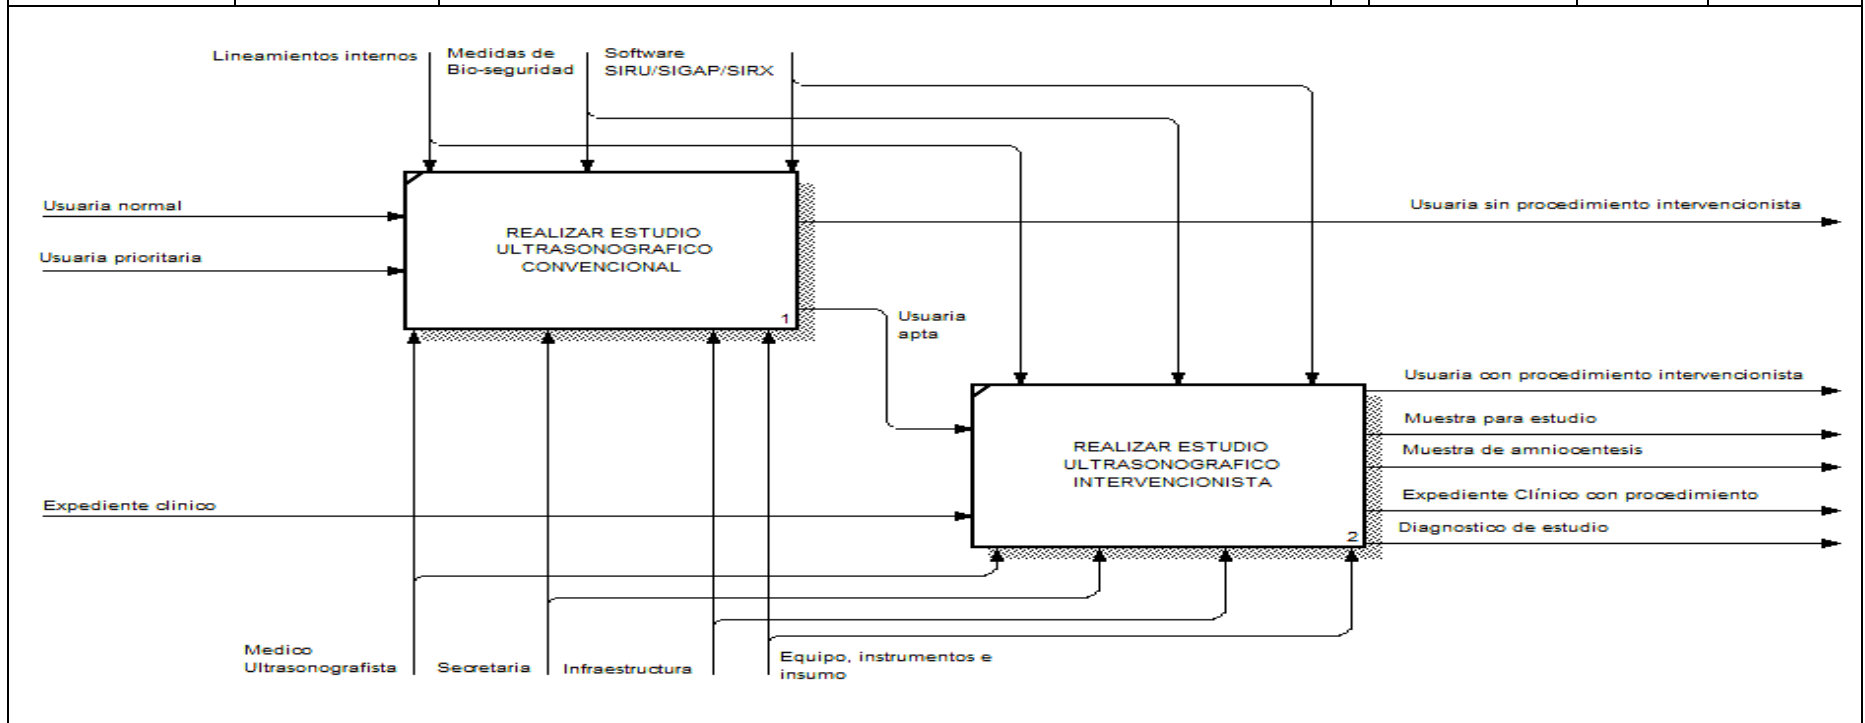 Lineamientos internos
Medidas de
Bio-seguridad
Software
SIRU/SIGAP/SIRX
Usuaria normal
Usuaria prioritaria
REALIZAR ESTUDIO
ULTRASONOGRAFICO
CONVENCIONAL
1
Usuaria sin procedimiento intervencionista
Usuaria
apta
Usuaria con procedimiento intervencionista
Muestra para estudio
Muestra de amniocentesis
Expediente Clínico con procedimiento
Diagnostico de estudio
REALIZAR ESTUDIO
ULTRASONOGRAFICO
INTERVENCIONISTA
2
Expediente clinico
Medico
Ultrasonografista
Secretaria
Infraestructura
Equipo, instrumentos e
insumo